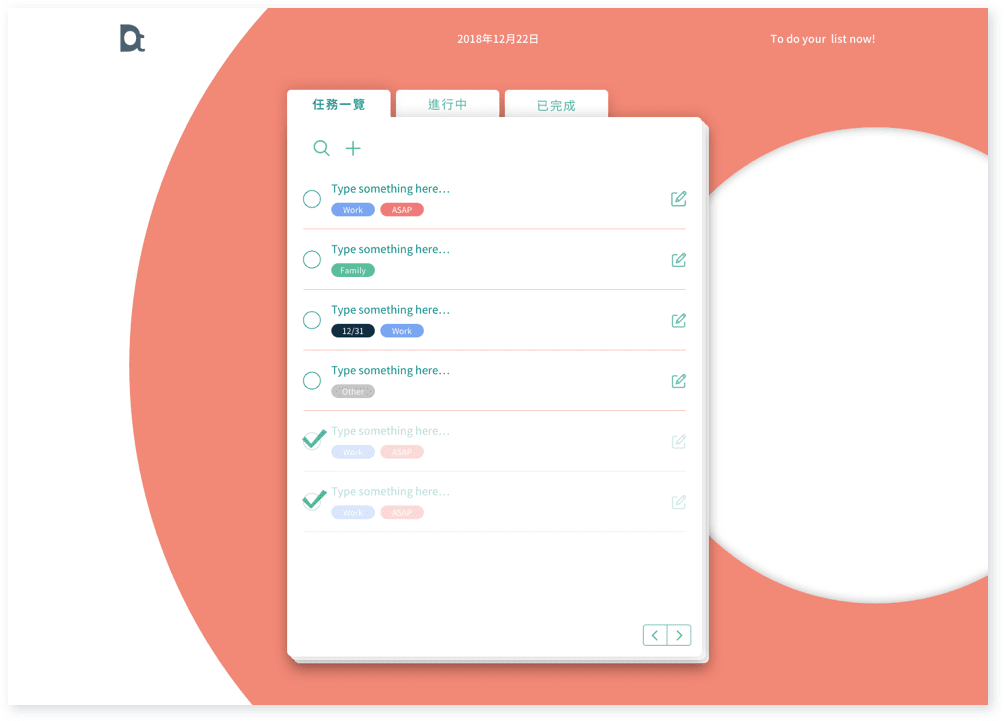 2018年12月22日
To do your list now!
任務一覽
進行中
已完成
Type something here...
Work ASAP
Type something here...
Family
Type something here...
12/31 Work
Type something here...
Other
Type something here...
Work ASAP
Type something here...
Work ASAP